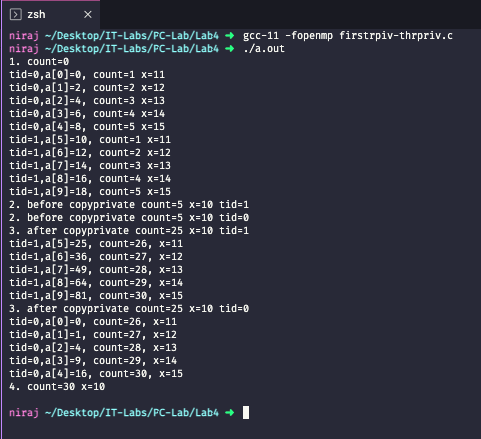 zsh
niraj ~/Desktop/IT-Labs/PC-Lab/Lab4 ➜ gcc-11 -fopenmp firstrpiv-thrpriv.c
niraj ~/Desktop/IT-Labs/PC-Lab/Lab4 ➜ ./a.out
1. count=0
tid=0,a[0]=0, count=1 x=11
tid=0,a[1]=2, count=2 x=12
tid=0,a[2]=4, count=3 x=13
tid=0,a[3]=6, count=4 x=14
tid=0,a[4]=8, count=5 x=15
tid=1,a[5]=10, count=1 x=11
tid=1,a[6]=12, count=2 x=12
tid=1,a[7]=14, count=3 x=13
tid=1,a[8]=16, count=4 x=14
tid=1,a[9]=18, count=5 x=15
2. before copyprivate count=5 x=10 tid=1
2. before copyprivate count=5 x=10 tid=0
3. after copyprivate count=25 x=10 tid=1
tid=1,a[5]=25, count=26, x=11
tid=1,a[6]=36, count=27, x=12
tid=1,a[7]=49, count=28, x=13
tid=1,a[8]=64, count=29, x=14
tid=1,a[9]=81, count=30, x=15
3. after copyprivate count=25 x=10 tid=0
tid=0,a[0]=0, count=26, x=11
tid=0,a[1]=1, count=27, x=12
tid=0,a[2]=4, count=28, x=13
tid=0,a[3]=9, count=29, x=14
tid=0,a[4]=16, count=30, x=15
4. count=30 x=10
niraj ~/Desktop/IT-Labs/PC-Lab/Lab4 ➜